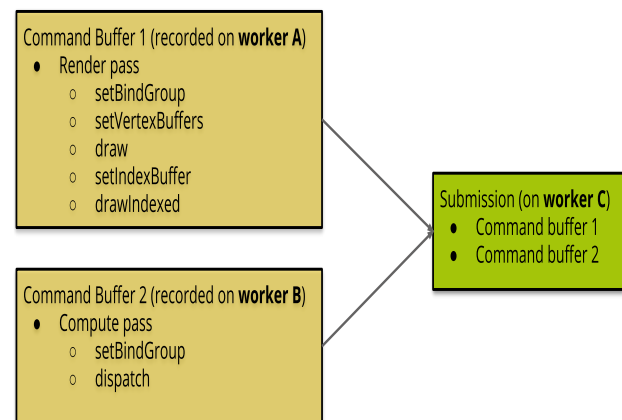 Command Buffer 1 (recorded on worker A)
● Render pass
○ setBindGroup
○ setVertexBuffers
○ draw
○ setIndexBuffer
○ drawIndexed
Command Buffer 2 (recorded on worker B)
● Compute pass
○ setBindGroup
○ dispatch
Submission (on worker C)
● Command buffer 1
● Command buffer 2